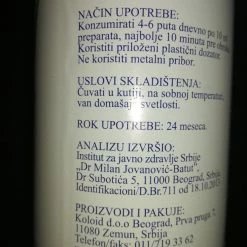 NAČIN UPOTREBE:
Konzumirati 4-6 puta dnevno po 10 ml
preparata, najbolje 10 minuta pre obroka.
Koristiti priloženi plastični dozator.
Ne koristiti metalni pribor.
USLOVI SKLADIŠTENJA:
Čuvati u kutiji, na sobnoj temperaturi,
van domašaja svetlosti.
ROK UPOTREBE: 24 meseca.
ANALIZU IZVRŠIO:
Institut za javno zdravlje Srbije
„Dr Milan Jovanović-Batut",
Dr Subotića 5, 11000 Beograd, Srbija
Identifikacioni/D.Br.711 od 18.10.2013
PROIZVODI I PAKUJE:
Koloid d.o.o Beograd, Prva pruga 7,
11080 Zemun, Srbija
Telefon/faks: 011/719 33 62